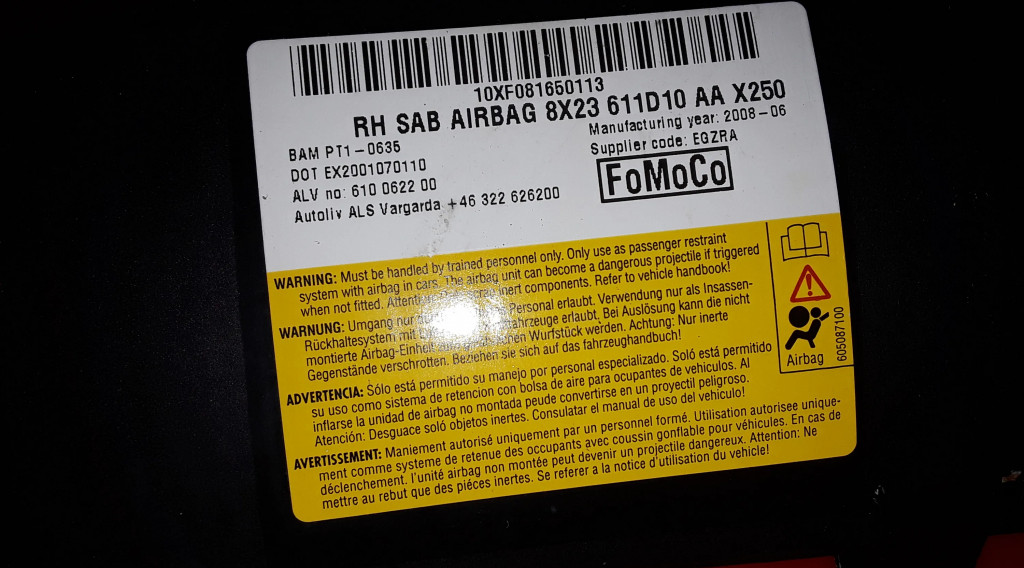 10XF081650113
RH SAB AIRBAG 8X23 611D10 AA X250
BAM PT1-0635
DOT EX2001070110
ALV no: 610 0622 00
Autoliv ALS Vargarda +46 322 626200
Manufacturing year: 2008-06
Supplier code: EGZRA
FoMoCo
WARNING: Must be handled by trained personnel only. Only use as passenger restraint
system with airbag in cars. The airbag unit can become a dangerous projectile if triggered
when not fitted. inert components. Refer to vehicle handbook!
WARNUNG: Umgang nur Personal erlaubt. Verwendung nur als Insassen-
Rückhaltesystem mit erlaubt. Bei Auslösung kann die nicht
montierte Airbag-Einheit Wurfstück werden. Achtung: Nur inerte
Gegenstände verschrotten. Beziehen sie sich auf das fahrzeughandbuch!
ADVERTENCIA: Sólo está permitido su manejo por personal especializado. Soló está permitido
su uso como sistema de retencion con bolsa de aire para ocupantes de vehiculos. Al
inflarse la unidad de airbag no montada peude convertirse en un proyectil peligroso.
Atención: Desguace soló objetos inertes. Consulatar el manual de uso del vehiculo!
AVERTISSEMENT: Maniement autorisé uniquement par un personnel formé. Utilisation autorisee unique-
ment comme systeme de retenue des occupants avec coussin gonflable pour véhicules. En cas de
déclenchement. l'unité airbag non montée peut devenir un projectile dangereux. Attention: Ne
mettre au rebut que des piéces inertes. Se referer a la notice d'utilisation du vehicle!
Airbag
605087100